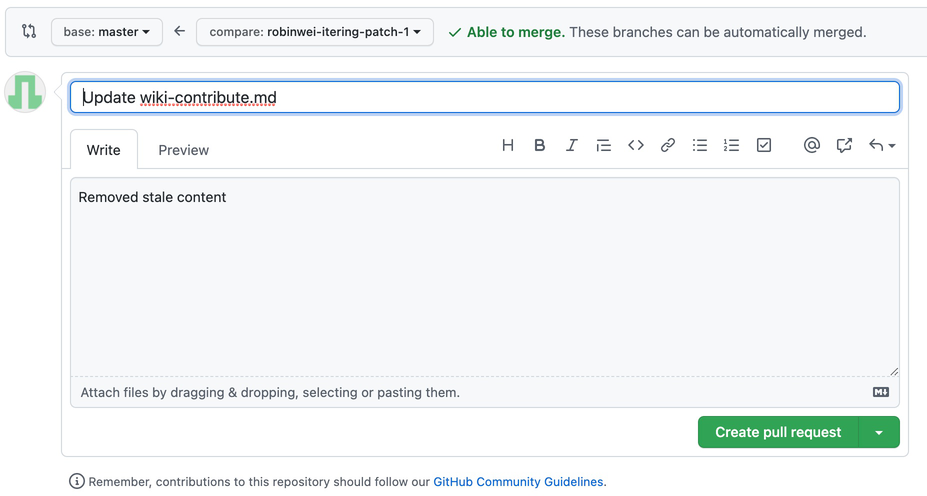 base: master compare: robinwei-itering-patch-1 Able to merge. These branches can be automatically merged.
Update wiki-contribute.md
Write Preview
Removed stale content
Attach files by dragging & dropping, selecting or pasting them.
Create pull request
Remember, contributions to this repository should follow our GitHub Community Guidelines.